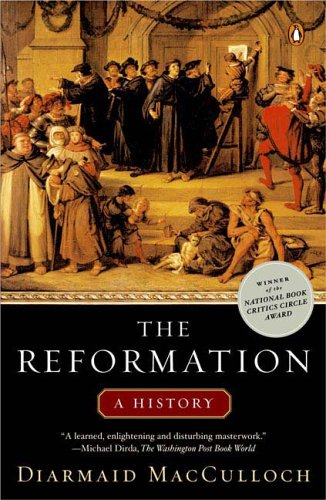 WINNER
of the
NATIONAL BOOK
CRITICS CIRCLE
AWARD
THE
REFORMATION
A HISTORY
“A learned, enlightening and disturbing masterwork.”
—Michael Dirda, The Washington Post Book World
DIARMAID MACCULLOCH